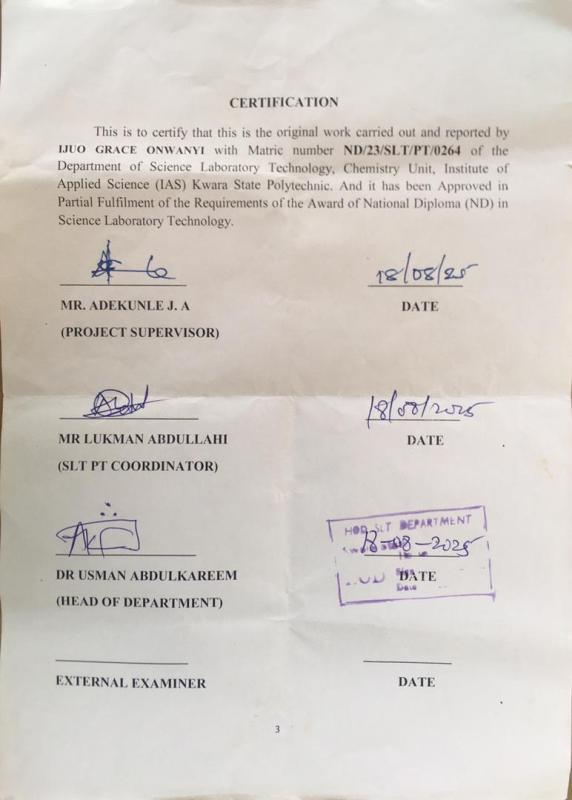 CERTIFICATION
This is to certify that this is the original work carried out and reported by
IJUO GRACE ONWANYI with Matric number ND/23/SLT/PT/0264 of the
Department of Science Laboratory Technology, Chemistry Unit, Institute of
Applied Science (IAS) Kwara State Polytechnic. And it has been Approved in
Partial Fulfilment of the Requirements of the Award of National Diploma (ND) in
Science Laboratory Technology.
18/08/25
MR. ADEKUNLE J. A DATE
(PROJECT SUPERVISOR)
18/08/2025
MR LUKMAN ABDULLAHI DATE
(SLT PT COORDINATOR)
HOD SLT DEPARTMENT
18-08-2025
DR USMAN ABDULKAREEM DATE
Sign
Date
(HEAD OF DEPARTMENT)
EXTERNAL EXAMINER DATE
3